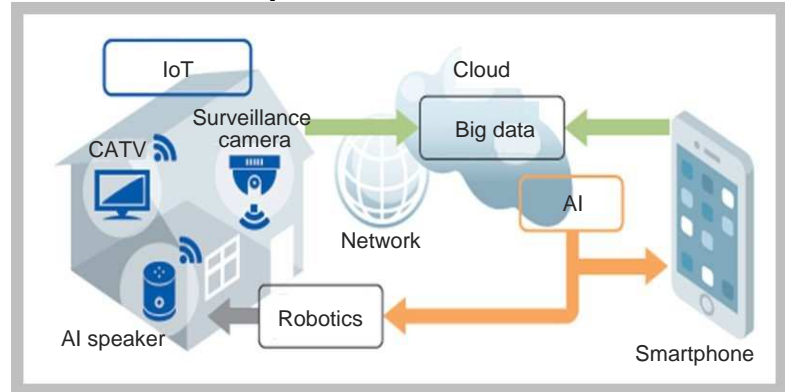 IoT
Cloud
Surveillance
camera
Big data
CATV
AI
Network
Robotics
AI speaker
Smartphone